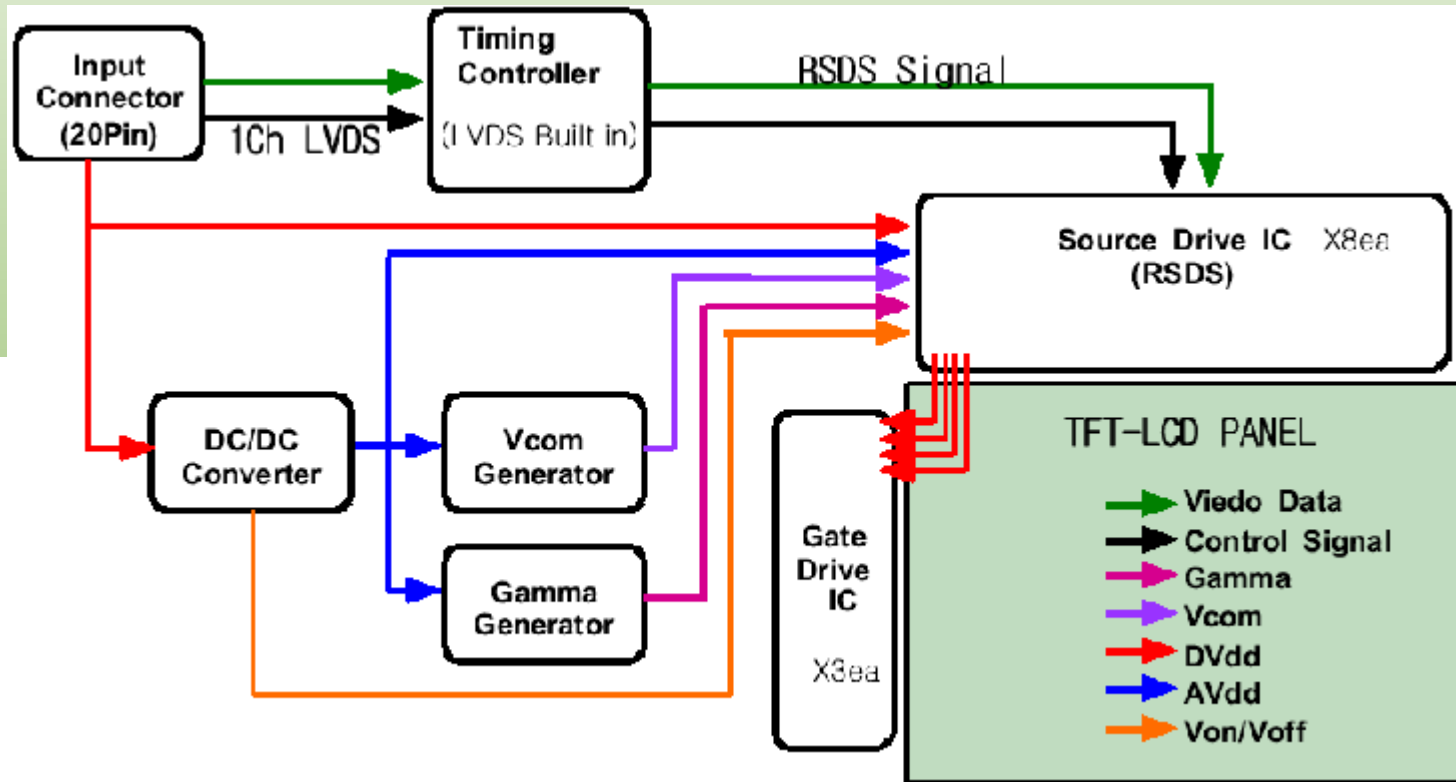 Input
Connector
(20Pin)
1Ch LVDS
Timing
Controller
(LVDS Built in)
RSDS Signal
Source Drive IC X8ea
(RSDS)
DC/DC
Converter
Vcom
Generator
Gamma
Generator
Gate
Drive
IC
X3ea
TFT-LCD PANEL
Viedo Data
Control Signal
Gamma
Vcom
DVdd
AVdd
Von/Voff